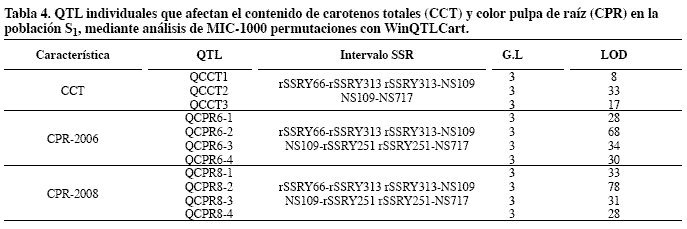 Tabla 4. QTL individuales que afectan el contenido de carotenos totales (CCT) y color pulpa de raíz (CPR) en la
población S1, mediante análisis de MIC-1000 permutaciones con WinQTLCart.
Característica QTL Intervalo SSR G.L LOD
QCCT1 3 8
CCT QCCT2 rSSRY66-rSSRY313 rSSRY313-NS109 3 33
QCCT3 NS109-NS717 3 17
QCPR6-1 3 28
CPR-2006 QCPR6-2 rSSRY66-rSSRY313 rSSRY313-NS109 3 68
QCPR6-3 NS109-rSSRY251 rSSRY251-NS717 3 34
QCPR6-4 3 30
QCPR8-1 3 33
CPR-2008 QCPR8-2 rSSRY66-rSSRY313 rSSRY313-NS109 3 78
QCPR8-3 NS109-rSSRY251 rSSRY251-NS717 3 31
QCPR8-4 3 28